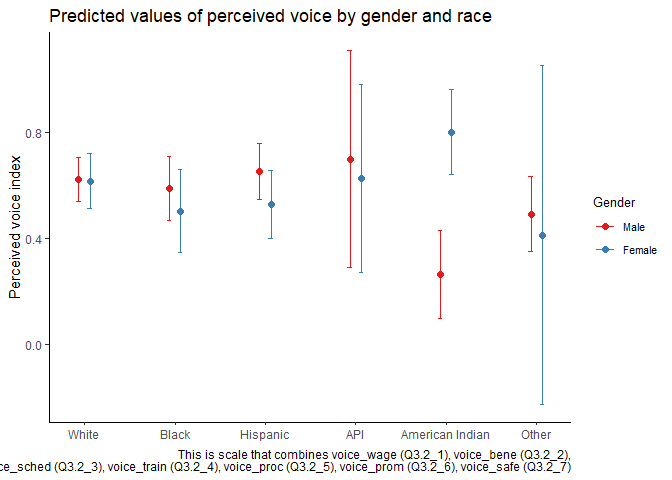 Predicted values of perceived voice by gender and race
Perceived voice index
0.8
0.4
0.0
White Black Hispanic API American Indian Other
Gender
Male
Female
This is scale that combines voice_wage (Q3.2_1), voice_bene (Q3.2_2),
ce_sched (Q3.2_3), voice_train (Q3.2_4), voice_proc (Q3.2_5), voice_prom (Q3.2_6), voice_safe (Q3.2_7)